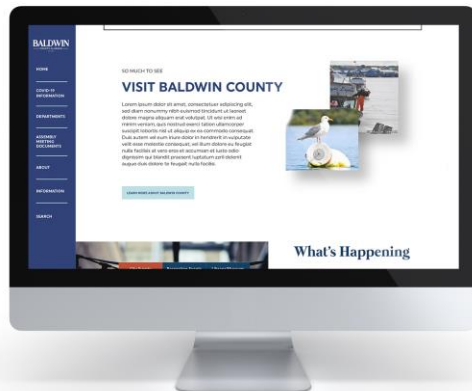 BALDWIN
HOME
COVID-19
INFORMATION
DEPARTMENTS
ASSEMBLY
MEETING
DOCUMENTS
ABOUT
INFORMATION
SEARCH
SO MUCH TO SEE
VISIT BALDWIN COUNTY
Lorem ipsum dolor sit amet, consectetuer adipiscing elit,
sed diam nonummy nibh euismod tincidunt ut laoreet
dolore magna aliquam erat volutpat. Ut wisi enim ad
minim veniam, quis nostrud exerci tation ullamcorper
suscipit lobortis nisl ut aliquip ex ea commodo consequat.
Duis autem vel eum iriure dolor in hendrerit in vulputate
velit esse molestie consequat, vel illum dolore eu feugiat
nulla facilisis at vero eros et accumsan et iusto odio
dignissim qui blandit praesent luptatum zzril delenit
augue duis dolore te feugait nulla facilisi.
LEARN MORE ABOUT BALDWIN COUNTY
What's Happening